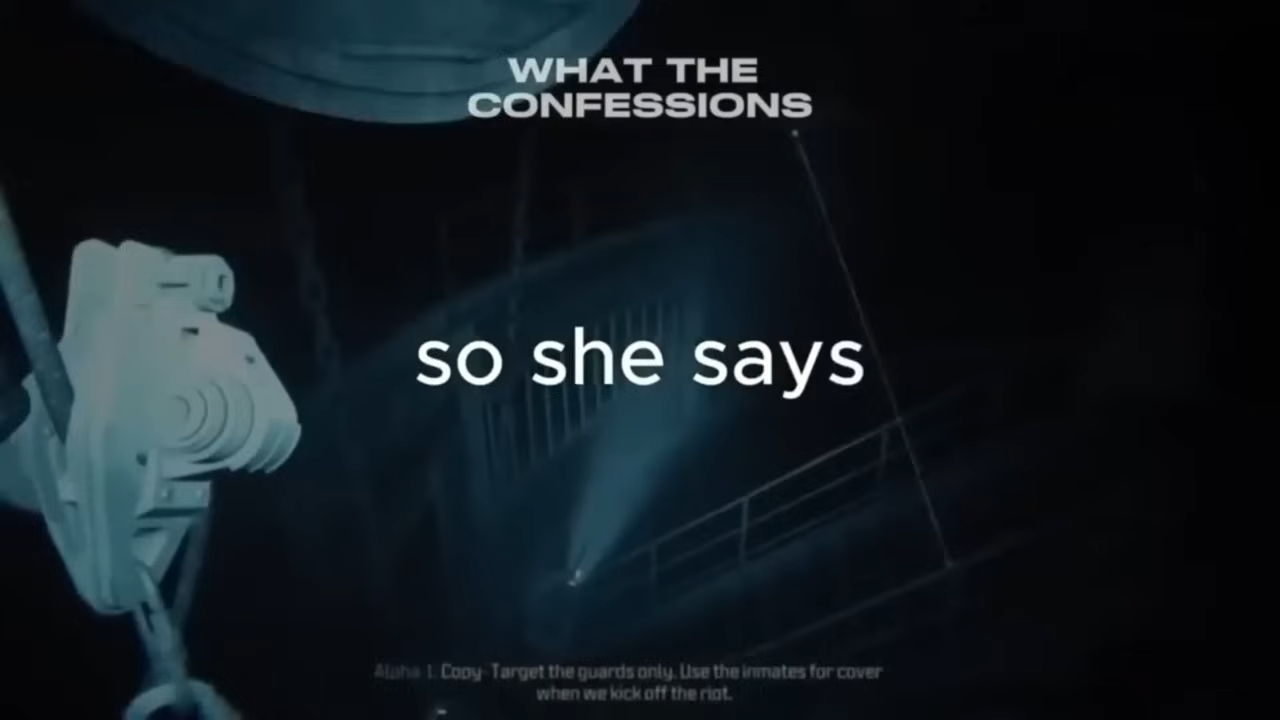 WHAT THE
CONFESSIONS
so she says
Alpha 1: Copy- Target the guards only. Use the inmates for cover
when we kick off the riot.